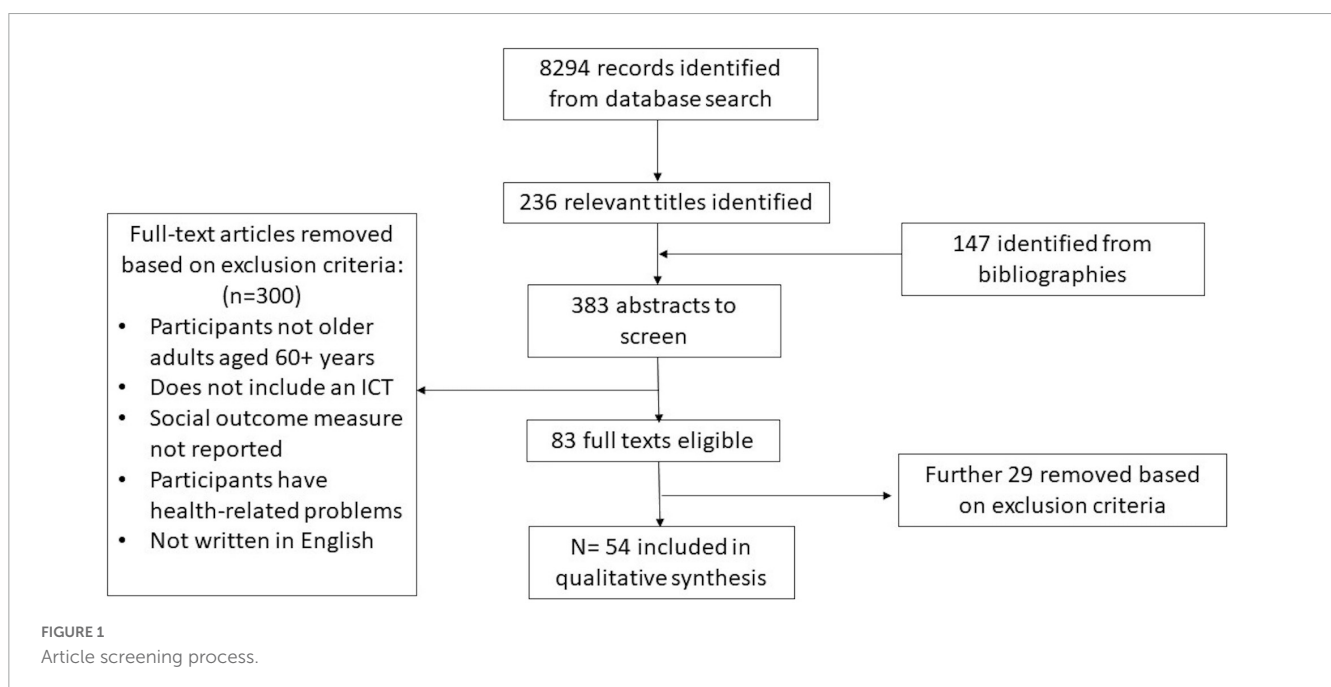 8294 records identified
from database search
236 relevant titles identified
147 identified from
bibliographies
383 abstracts to
screen
Full-text articles removed
based on exclusion criteria:
(n=300)
• Participants not older
adults aged 60+ years
• Does not include an ICT
• Social outcome measure
not reported
• Participants have
health-related problems
• Not written in English
83 full texts eligible
Further 29 removed based
on exclusion criteria
N= 54 included in
qualitative synthesis
FIGURE 1
Article screening process.